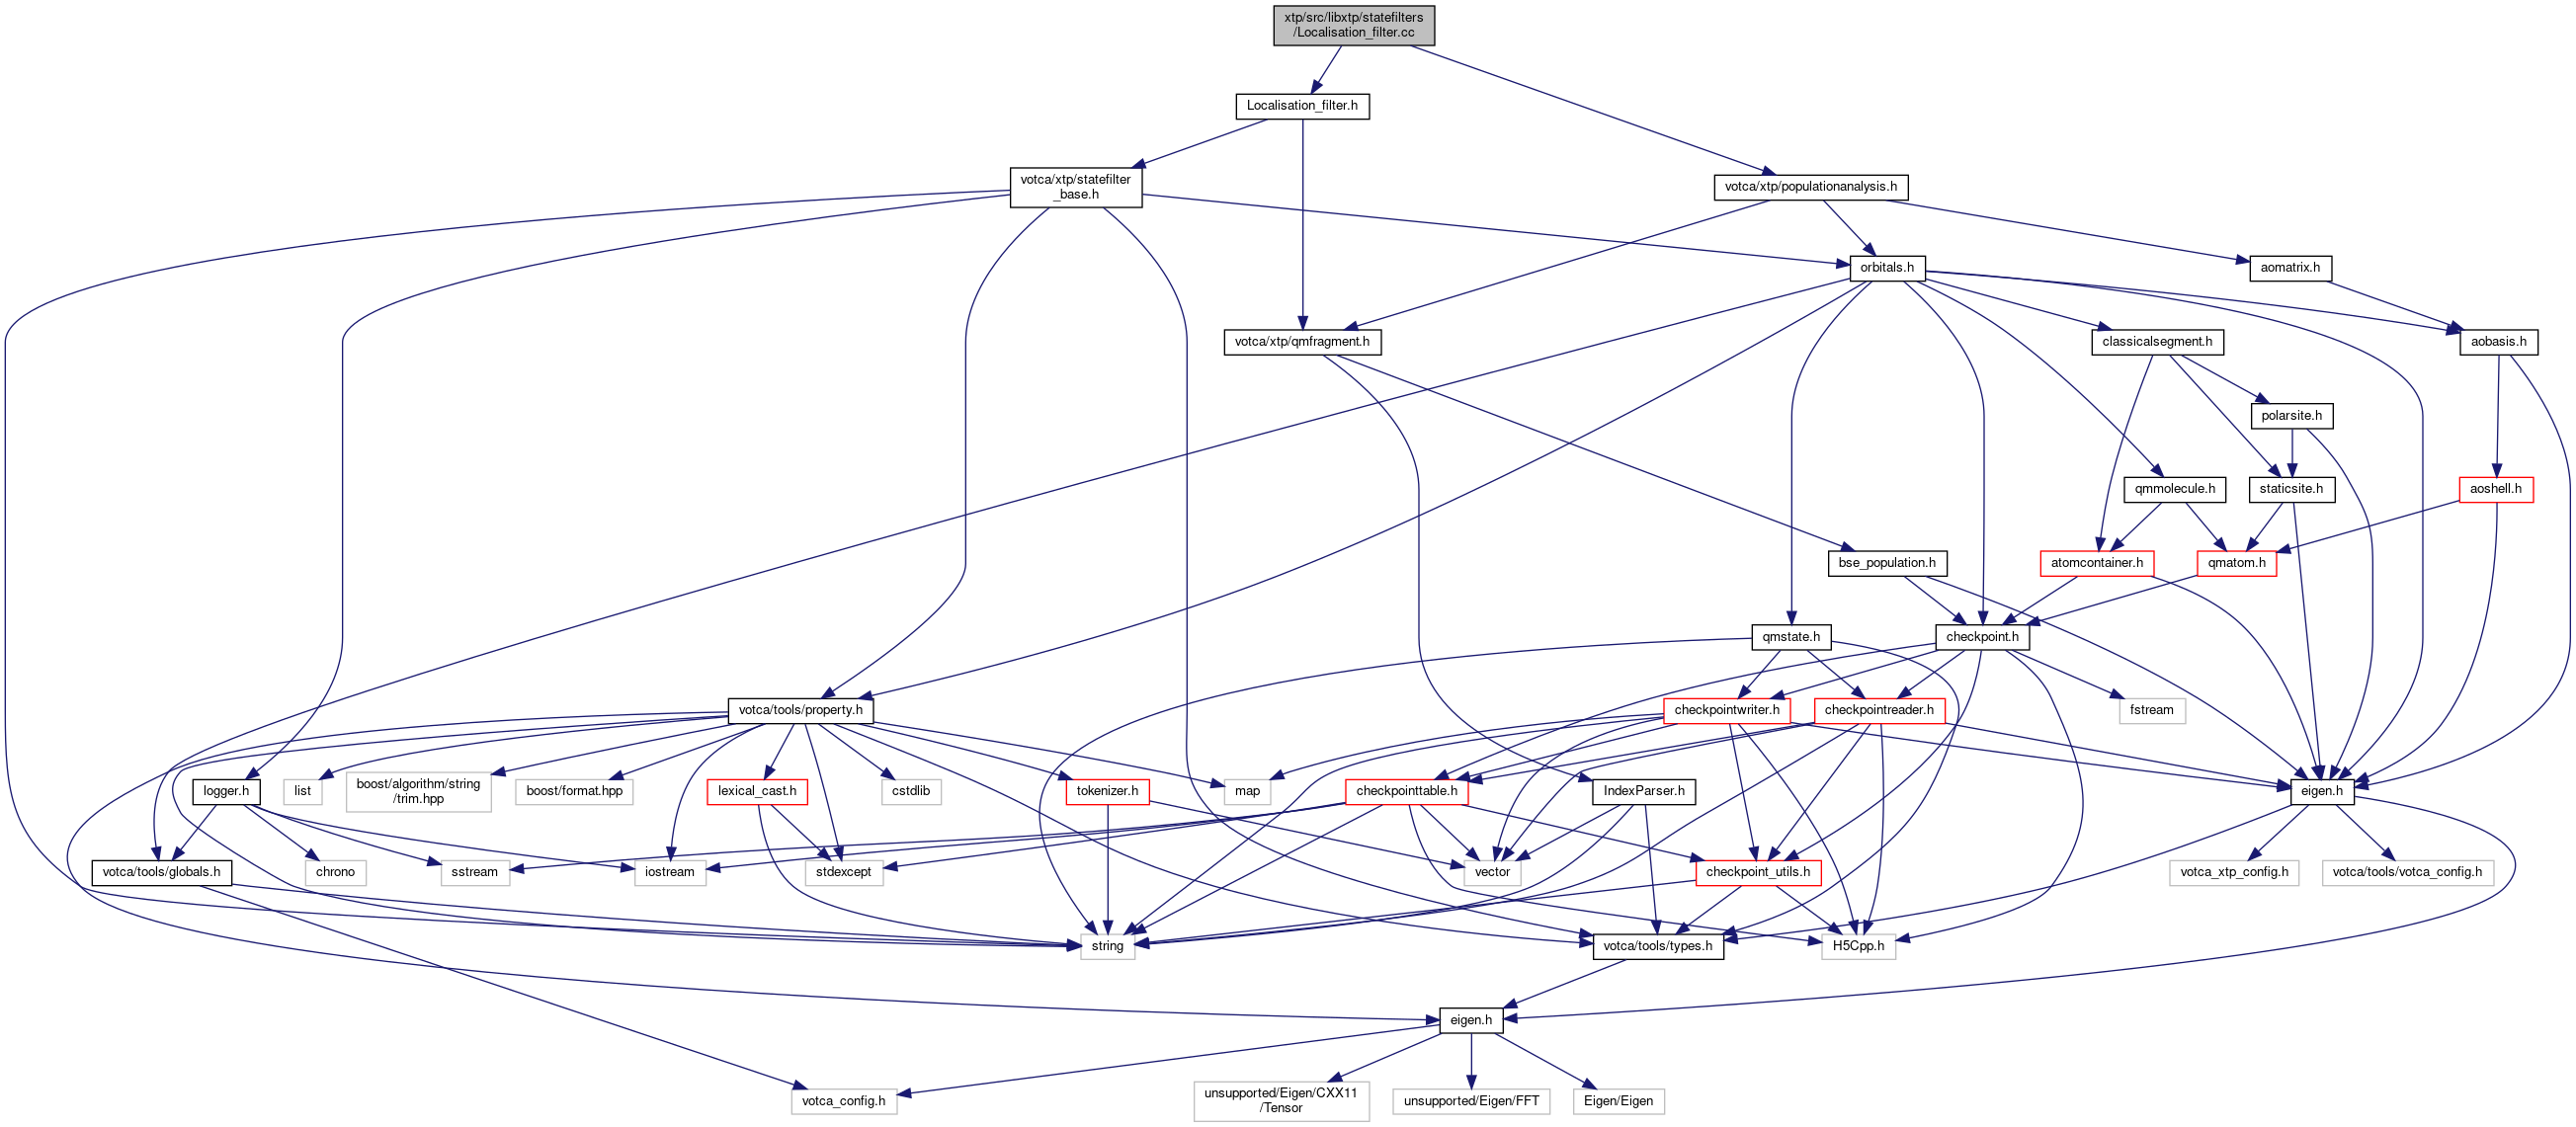 xtp/src/libxtp/statefilters
/Localisation_filter.cc
Localisation_filter.h
votca/xtp/statefilter
_base.h
votca/xtp/populationanalysis.h
orbitals.h
aomatrix.h
votca/xtp/qmfragment.h
classicalsegment.h
aobasis.h
polarsite.h
qmmolecule.h
staticsite.h
aoshell.h
bse_population.h
atomcontainer.h
qmatom.h
qmstate.h
checkpoint.h
votca/tools/property.h
checkpointwriter.h
checkpointreader.h
fstream
logger.h
list
boost/algorithm/string
/trim.hpp
boost/format.hpp
lexical_cast.h
cstdlib
tokenizer.h
map
checkpointtable.h
IndexParser.h
eigen.h
votca/tools/globals.h
chrono
sstream
iostream
stdexcept
vector
checkpoint_utils.h
votca_xtp_config.h
votca/tools/votca_config.h
string
votca/tools/types.h
H5Cpp.h
eigen.h
votca_config.h
unsupported/Eigen/CXX11
/Tensor
unsupported/Eigen/FFT
Eigen/Eigen